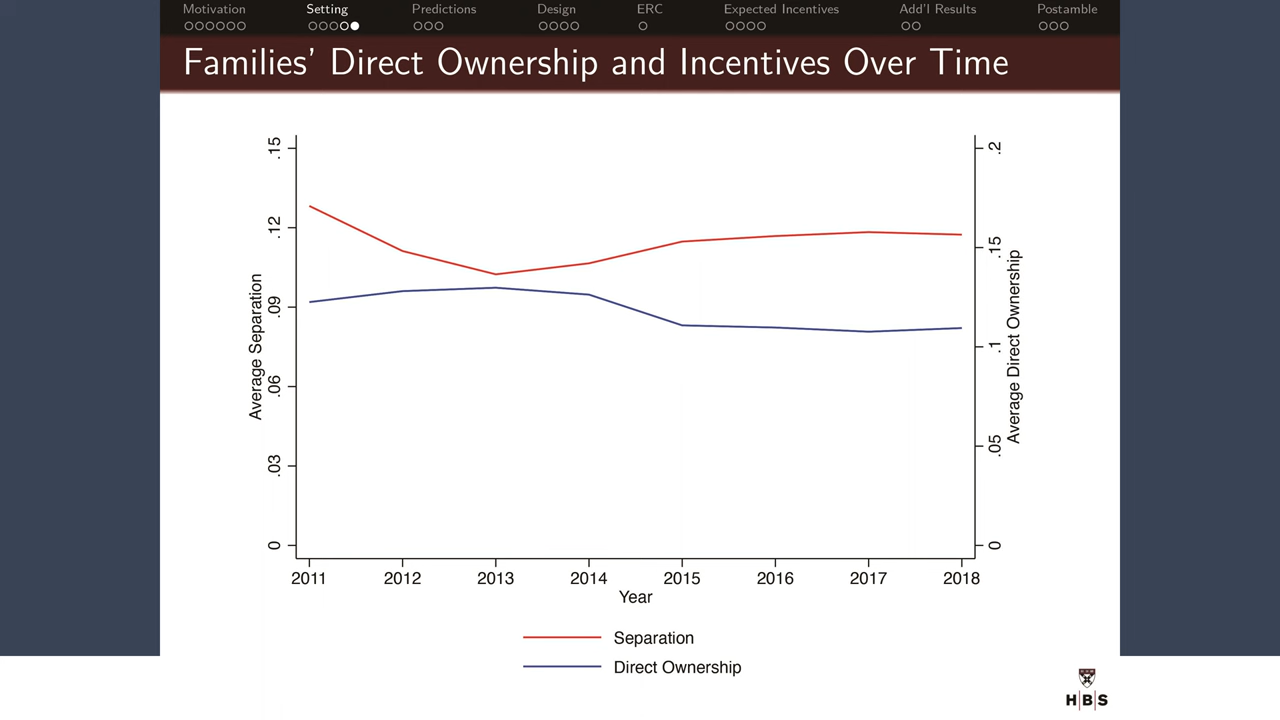 Motivation Setting Predictions Design ERC Expected Incentives Add'l Results Postamble
Families' Direct Ownership and Incentives Over Time
.15
.12
.09
.06
.03
0
Average Separation
.2
.15
.1
.05
0
Average Direct Ownership
2011 2012 2013 2014 2015 2016 2017 2018
Year
Separation
Direct Ownership
H|B|S